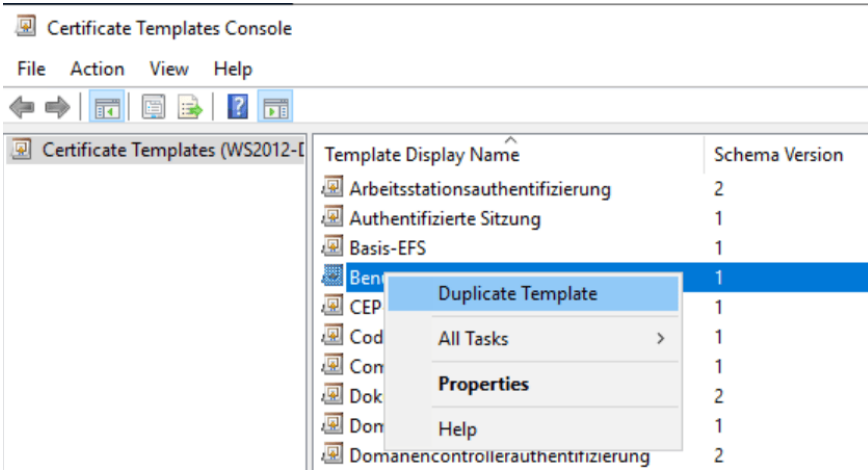 Certificate Templates Console
File Action View Help
Certificate Templates (WS2012-D
Template Display Name Schema Version
Arbeitsstationsauthentifizierung 2
Authentifizierte Sitzung 1
Basis-EFS 1
Ben 1
CEP 1
Cod 1
Com 1
Dok 2
Dom 1
Domänencontrollerauthentifizierung 2
Duplicate Template
All Tasks
Properties
Help